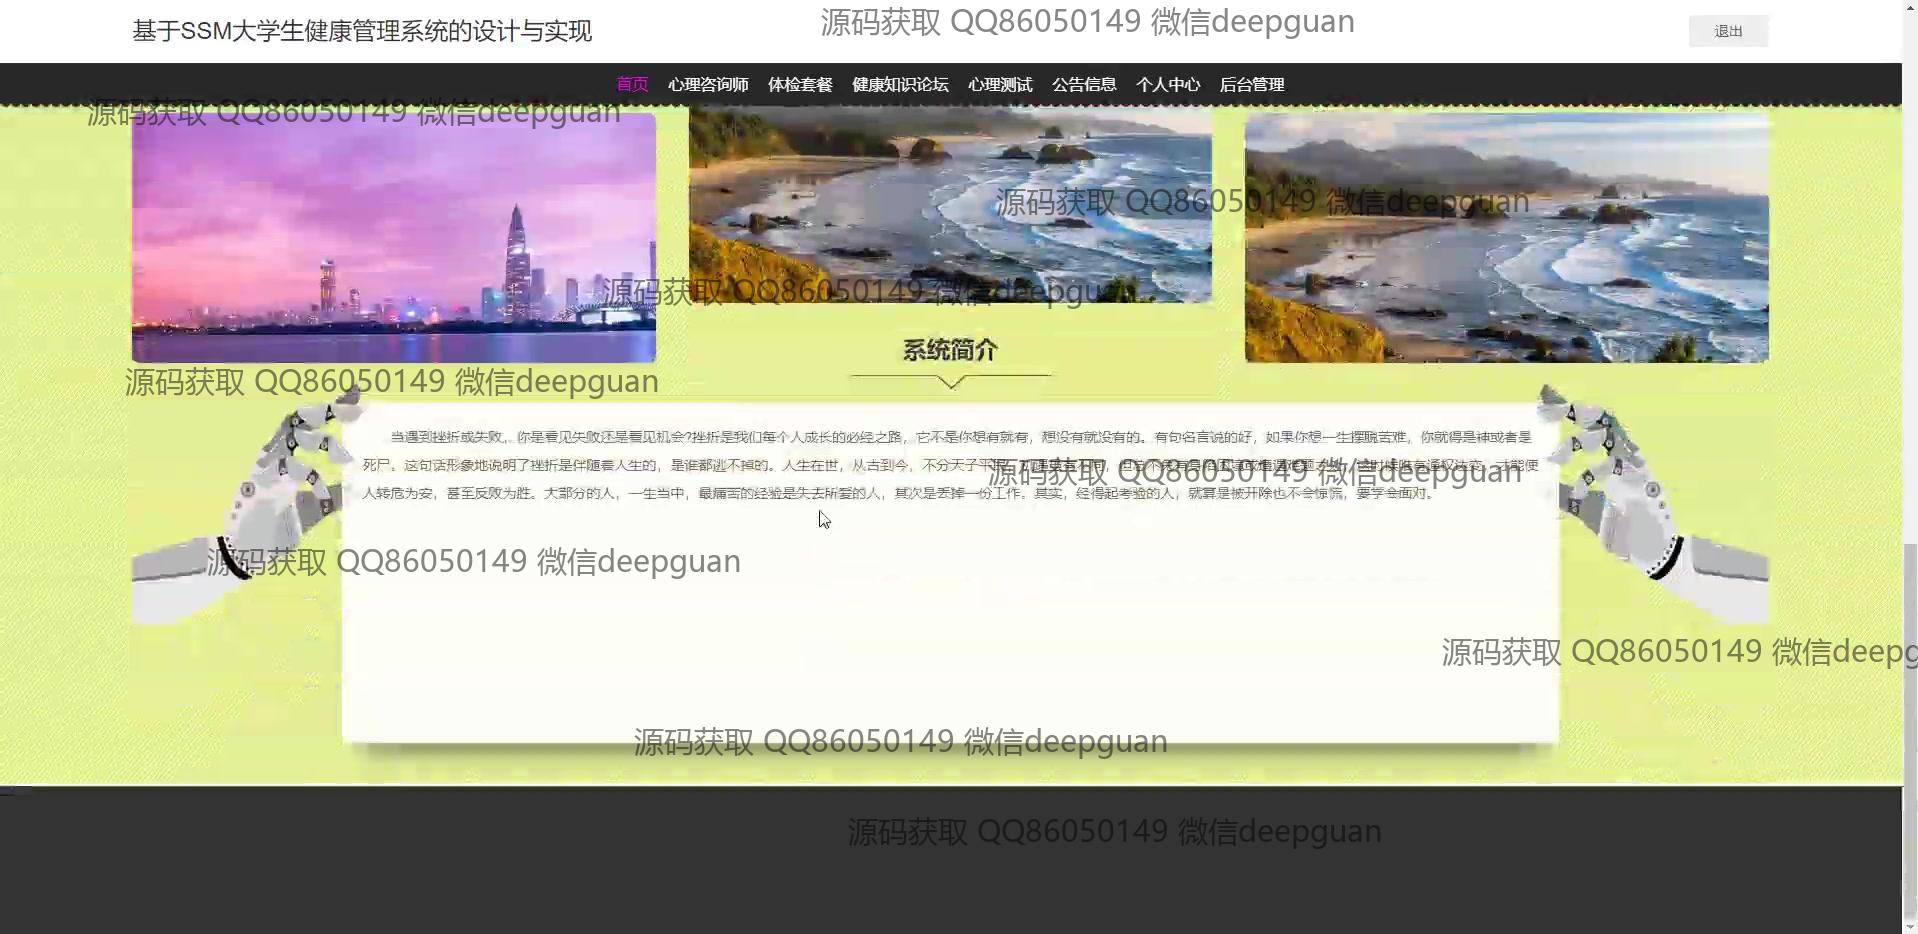 基于SSM大学生健康管理系统的设计与实现
源码获取 QQ86050149 微信deepguan
退出
首页 心理咨询师 体检套餐 健康知识论坛 心理测试 公告信息 个人中心 后台管理
源码获取 QQ86050149 微信deepguan
源码获取 QQ86050149 微信deepguan
源码获取 QQ86050149 微信deepguan
系统简介
源码获取 QQ86050149 微信deepguan
当遇到挫折或失败，你是看见失败还是看见机会?挫折是我们每个人成长的必经之路，它不是你想有就有，想没有就没有的。有句名言说的好，如果你想一生摆脱苦难，你就得是神或者是
死尸。这句话形象地说明了挫折是伴随着人生的，是谁都逃不掉的。人生在世，从古到今，不分天子平
源码获取 QQ86050149 微信deepguan
才能使
人转危为安，甚至反败为胜。大部分的人，一生当中，最痛苦的经验是失去所爱的人，其次是丢掉一份工作。其实，经得起考验的人，就算是被开除也不会惊慌，要学会面对。
源码获取 QQ86050149 微信deepguan
源码获取 QQ86050149 微信deepg
源码获取 QQ86050149 微信deepguan
源码获取 QQ86050149 微信deepguan